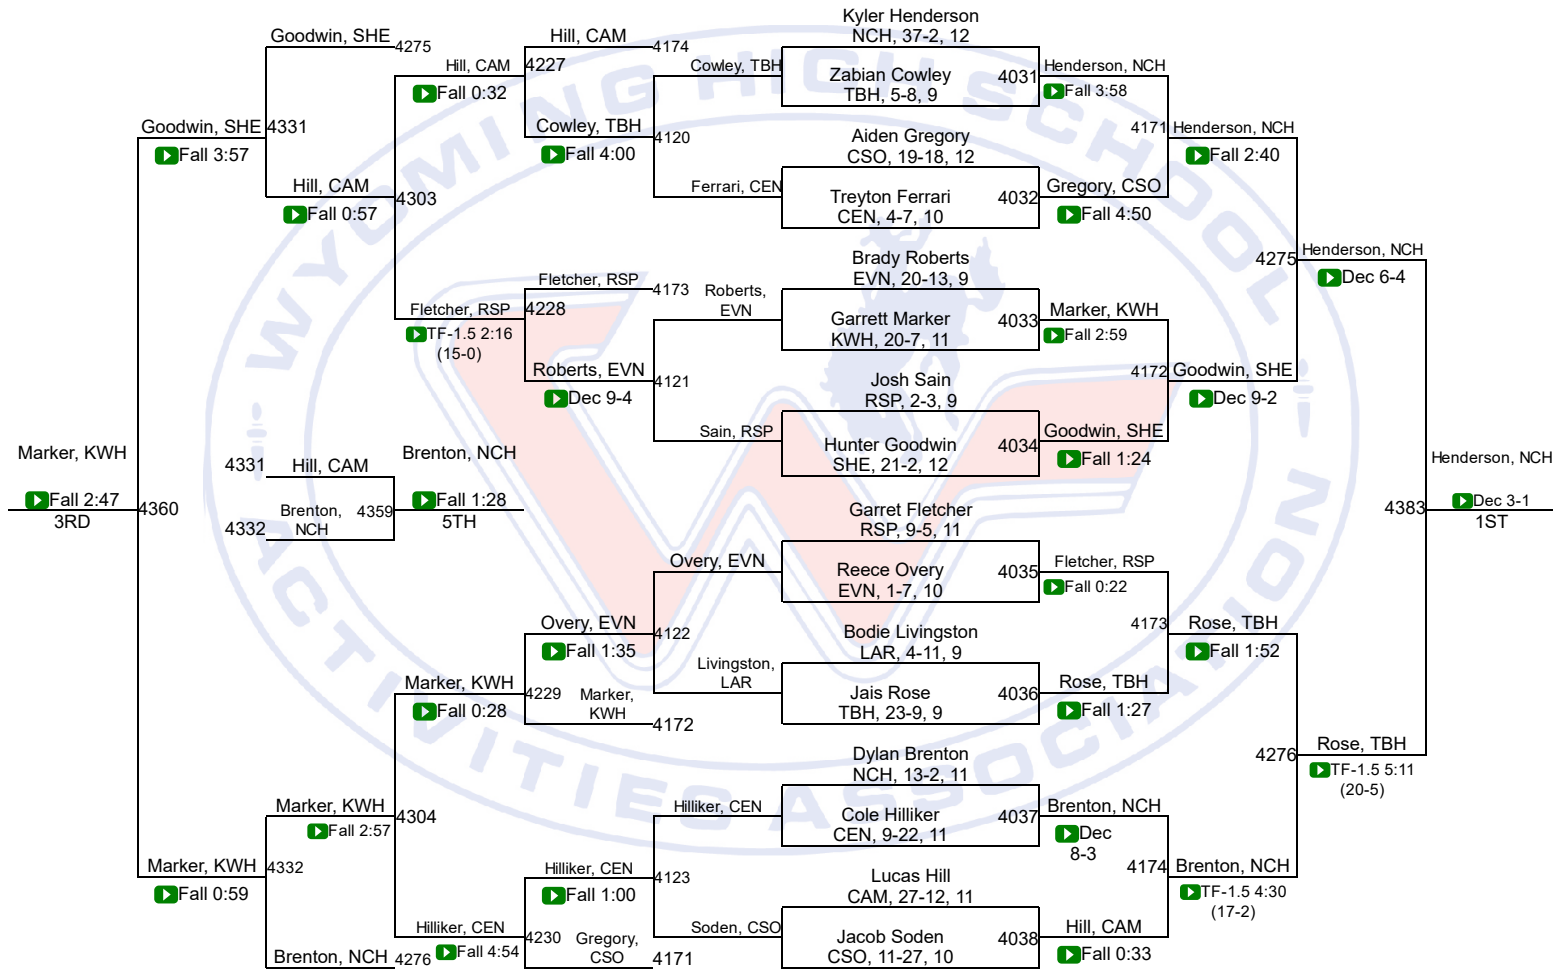 Kyler Henderson
NCH, 37-2, 12
Goodwin, SHE
4275
Hill, CAM
4174
Hill, CAM
4227
Cowley, TBH
Zabian Cowley
TBH, 5-8, 9
4031
Henderson, NCH
Fall 3:58
Fall 0:32
Goodwin, SHE
4331
Cowley, TBH
4120
Aiden Gregory
CSO, 19-18, 12
4171
Henderson, NCH
Fall 3:57
Fall 4:00
Fall 2:40
Hill, CAM
4303
Ferrari, CEN
Treyton Ferrari
CEN, 4-7, 10
4032
Gregory, CSO
Fall 0:57
Fall 4:50
Brady Roberts
EVN, 20-13, 9
4275
Henderson, NCH
Dec 6-4
Fletcher, RSP
4173
Roberts,
EVN
Fletcher, RSP
4228
Garrett Marker
KWH, 20-7, 11
4033
Marker, KWH
Fall 2:59
TF-1.5 2:16
(15-0)
Roberts, EVN
4121
Josh Sain
RSP, 2-3, 9
4172
Goodwin, SHE
Dec 9-4
Dec 9-2
Sain, RSP
Hunter Goodwin
SHE, 21-2, 12
4034
Goodwin, SHE
Fall 1:24
Marker, KWH
4331
Hill, CAM
Brenton, NCH
Henderson, NCH
Fall 2:47
3RD
4360
Brenton,
NCH
4332
4359
Fall 1:28
5TH
4383
Dec 3-1
1ST
Garret Fletcher
RSP, 9-5, 11
Overy, EVN
Reece Overy
EVN, 1-7, 10
4035
Fletcher, RSP
Fall 0:22
Overy, EVN
4122
Bodie Livingston
LAR, 4-11, 9
4173
Rose, TBH
Fall 1:35
Fall 1:52
Livingston,
LAR
Marker, KWH
4229
Marker,
KWH
4172
Jais Rose
TBH, 23-9, 9
4036
Rose, TBH
Fall 0:28
Fall 1:27
Dylan Brenton
NCH, 13-2, 11
4276
Rose, TBH
TF-1.5 5:11
(20-5)
Marker, KWH
4304
Hilliker, CEN
Cole Hilliker
CEN, 9-22, 11
4037
Brenton, NCH
Fall 2:57
Dec
8-3
Marker, KWH
4332
Hilliker, CEN
4123
Lucas Hill
CAM, 27-12, 11
4174
Brenton, NCH
Fall 0:59
Fall 1:00
TF-1.5 4:30
(17-2)
Hilliker, CEN
4230
Gregory,
CSO
4171
Soden, CSO
Jacob Soden
CSO, 11-27, 10
4038
Hill, CAM
Fall 4:54
Fall 0:33
Brenton, NCH
4276
WYOMING HIGH SCHOOL
ACTIVITIES ASSOCIATION